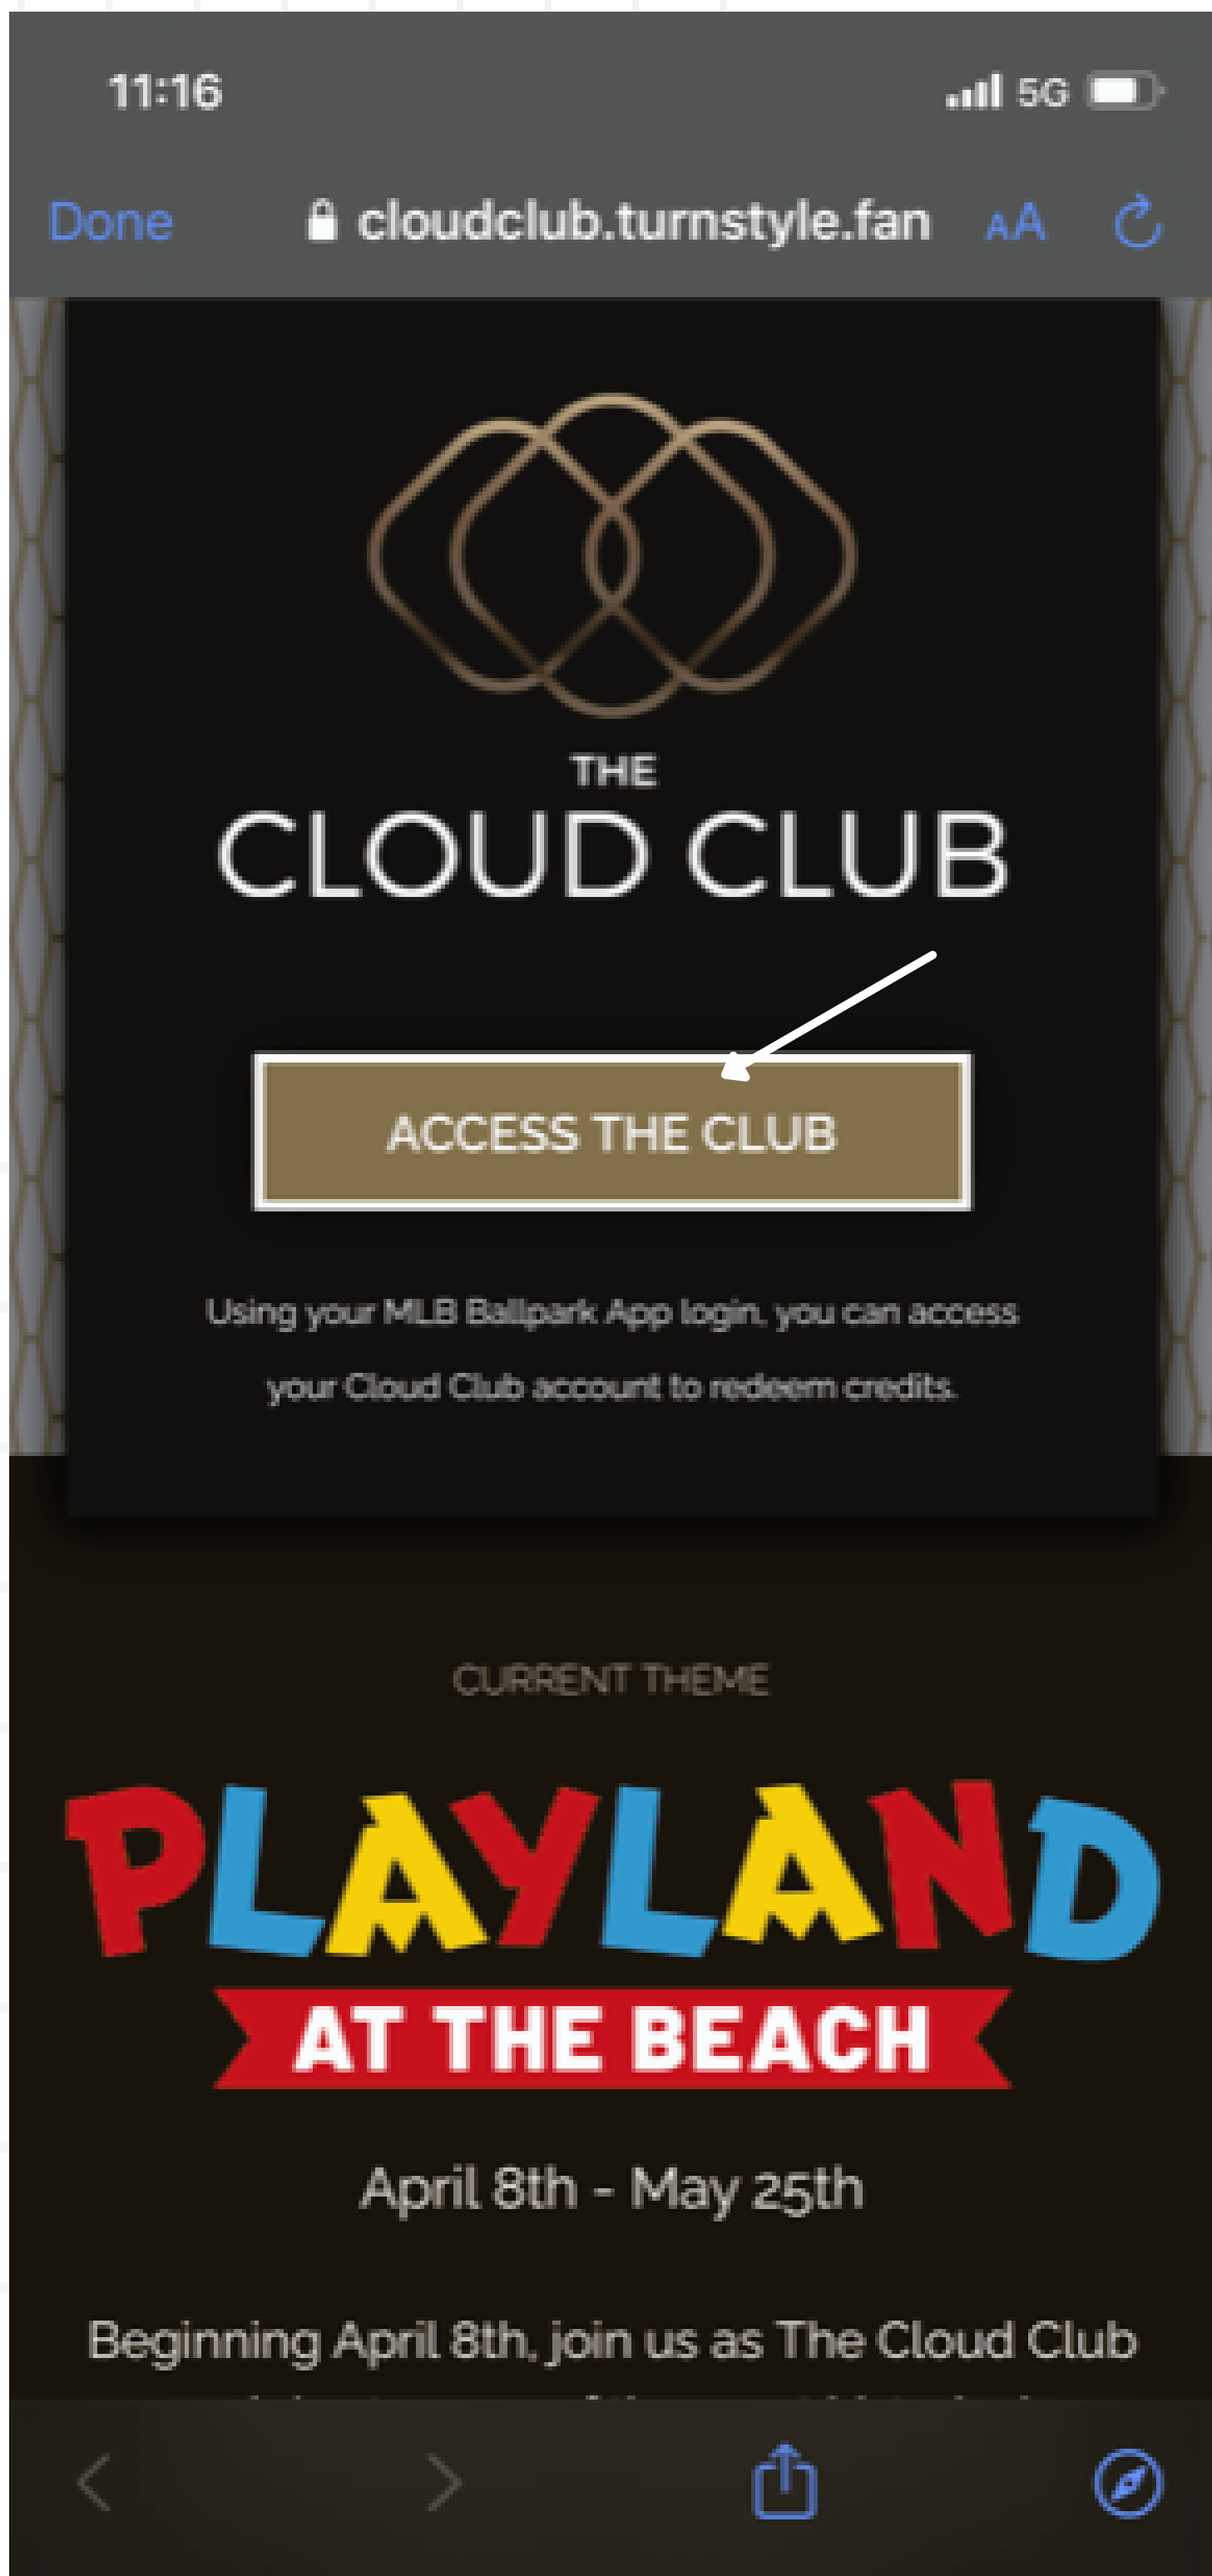 11:16
5G
Done
cloudclub.turnstyle.fan
AA
THE
CLOUD CLUB
ACCESS THE CLUB
Using your MLB Ballpark App login, you can access
your Cloud Club account to redeem credits.
CURRENT THEME
PLAYLAND
AT THE BEACH
April 8th - May 25th
Beginning April 8th, join us as The Cloud Club